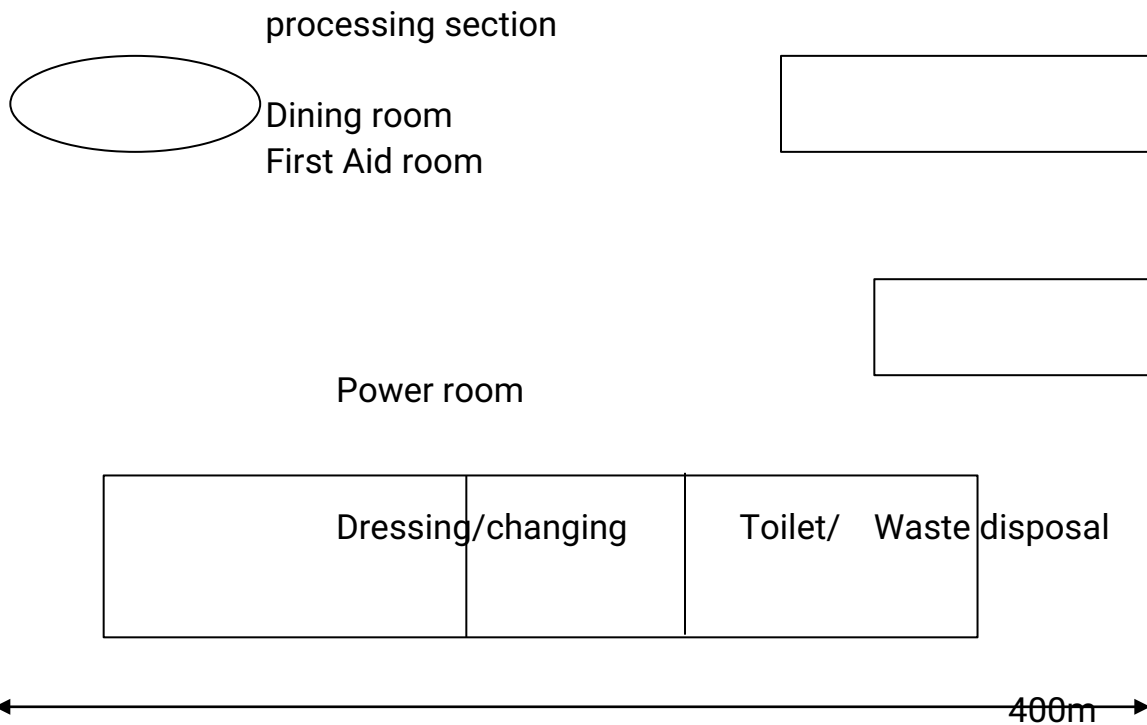 processing section
Dining room
First Aid room
Power room
Dressing/changing Toilet/ Waste disposal
400m